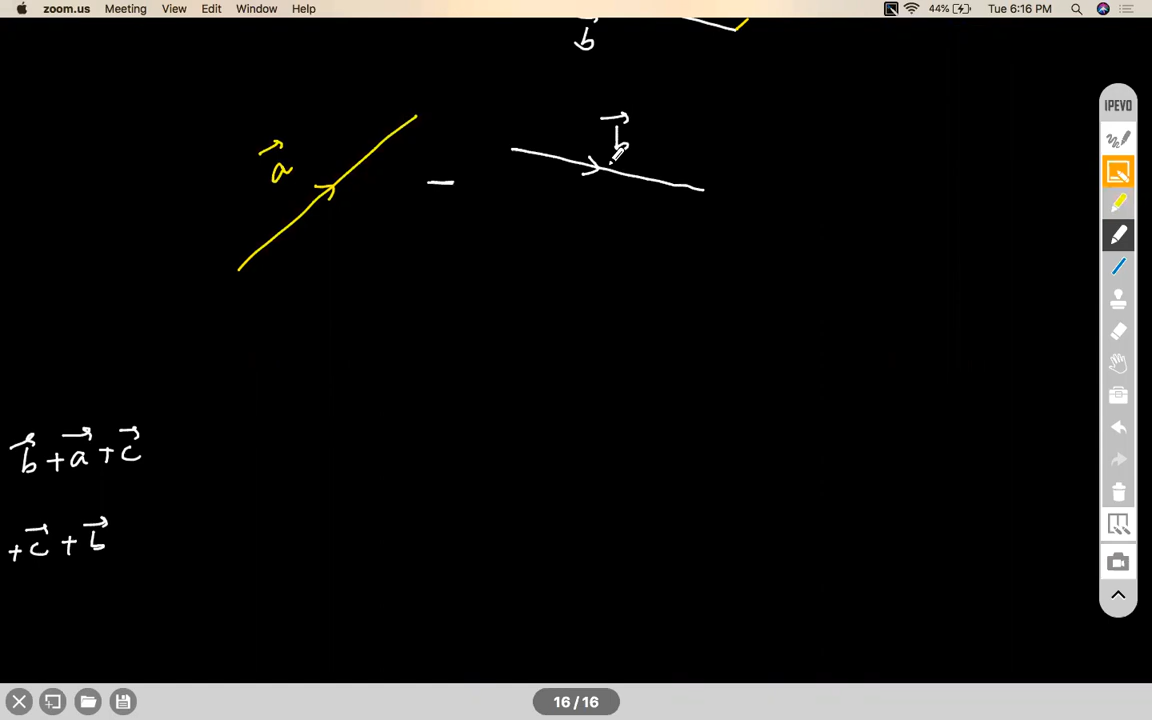 zoom.us Meeting View Edit Window Help 44% Tue 6:16 PM
b
IPEVO
→a − →b
→b + →a + →c
+ →c + →b
16 / 16